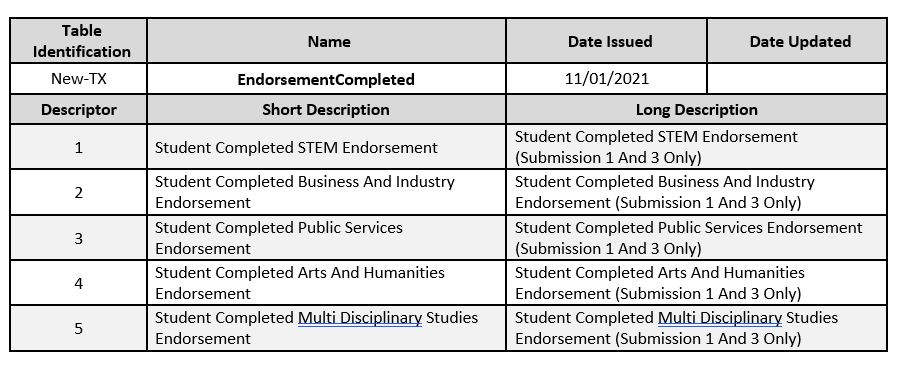 Table Identification Name Date Issued Date Updated
New-TX EndorsementCompleted 11/01/2021
Descriptor Short Description Long Description
1 Student Completed STEM Endorsement Student Completed STEM Endorsement
(Submission 1 And 3 Only)
2 Student Completed Business And Industry
Endorsement
Student Completed Business And Industry
Endorsement (Submission 1 And 3 Only)
3 Student Completed Public Services
Endorsement
Student Completed Public Services Endorsement
(Submission 1 And 3 Only)
4 Student Completed Arts And Humanities
Endorsement
Student Completed Arts And Humanities
Endorsement (Submission 1 And 3 Only)
5 Student Completed Multi Disciplinary Studies
Endorsement
Student Completed Multi Disciplinary Studies
Endorsement (Submission 1 And 3 Only)